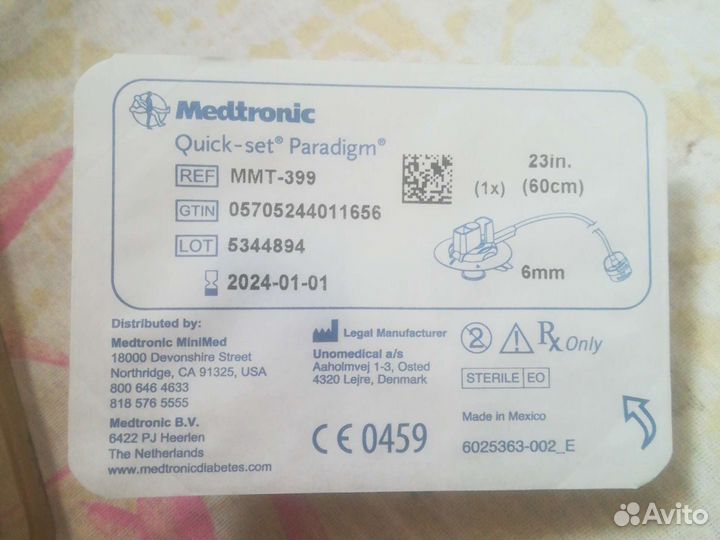 Medtronic
Quick-set® Paradigm®
REF MMT-399
GTIN 05705244011656
LOT 5344894
2024-01-01
(1x)
23in.
(60cm)
6mm
Distributed by:
Medtronic MiniMed
18000 Devonshire Street
Northridge, CA 91325, USA
800 646 4633
818 576 5555
Medtronic B.V.
6422 PJ Heerlen
The Netherlands
www.medtronicdiabetes.com
Legal Manufacturer
Unomedical a/s
Aaholmvej 1-3, Osted
4320 Lejre, Denmark
CE 0459
2
Rx Only
STERILE EO
Made in Mexico
6025363-002_E
Avito